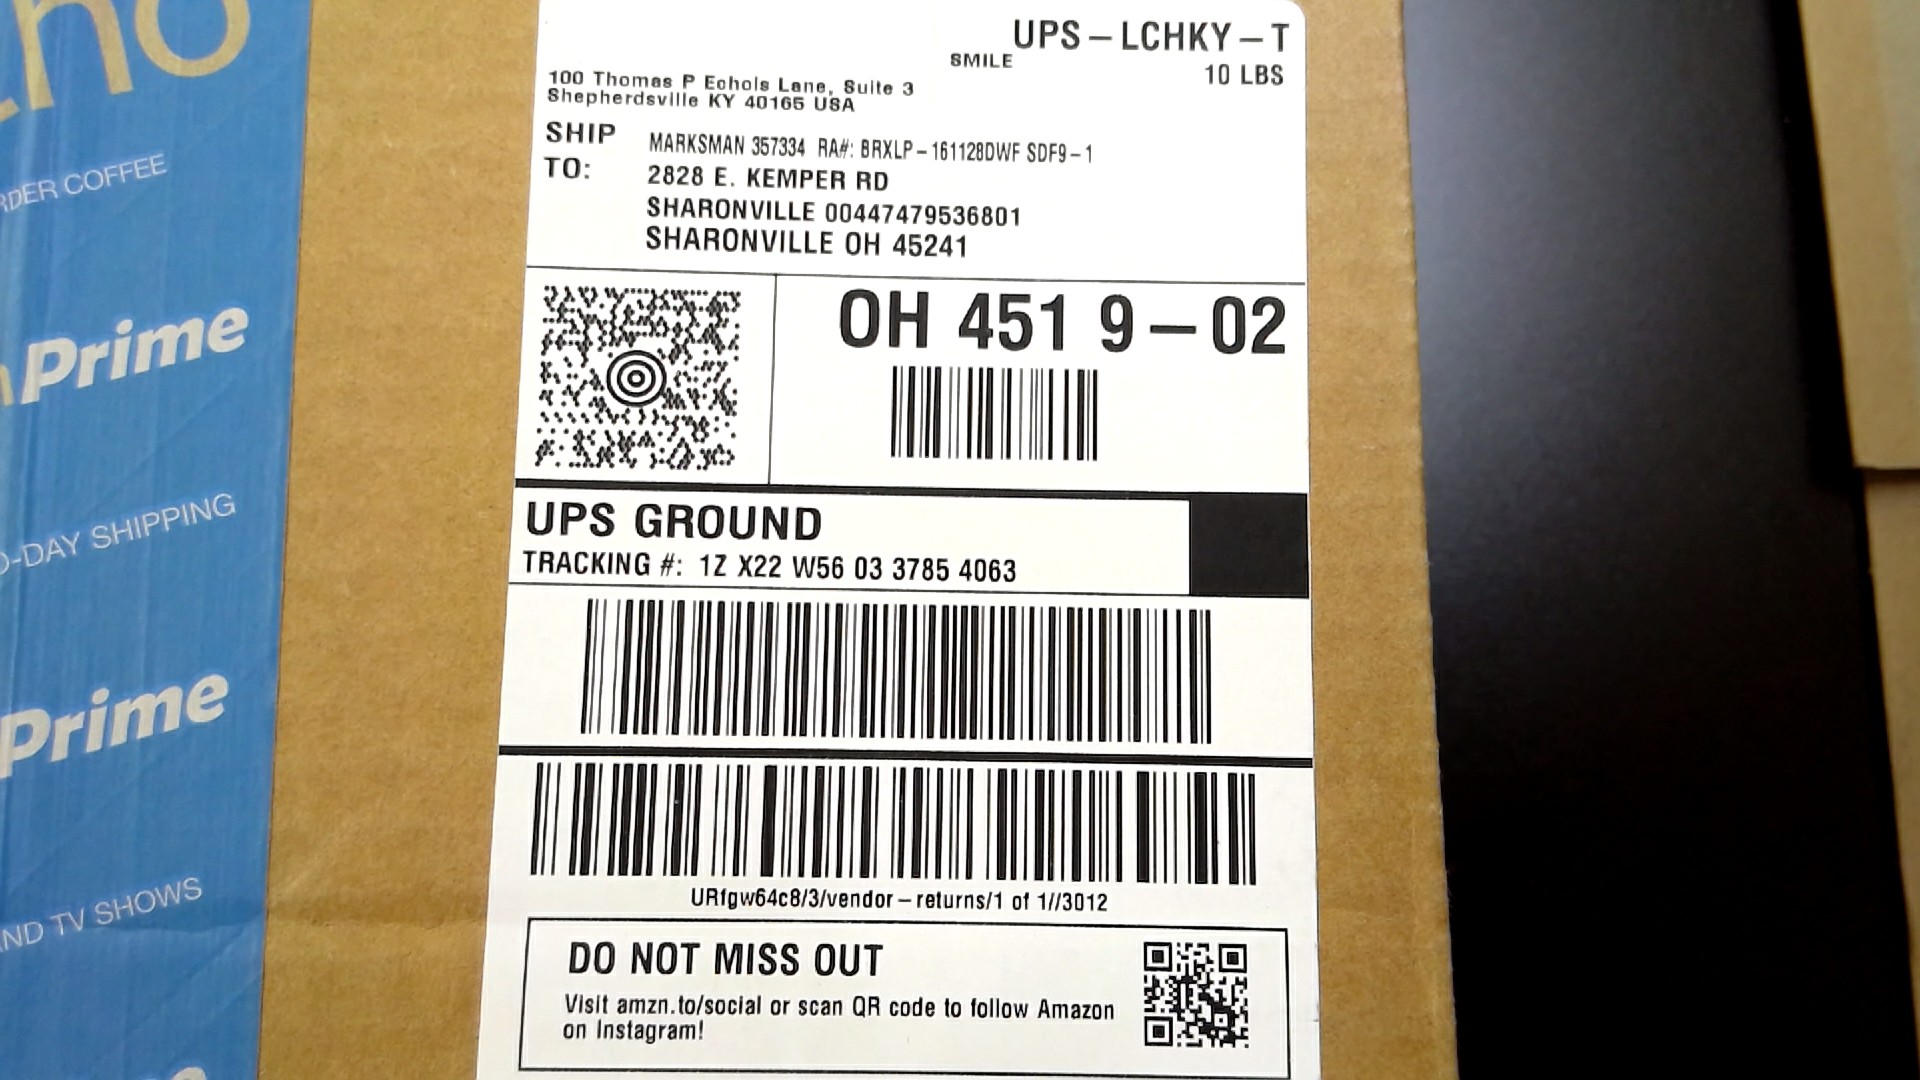 UPS – LCHKY – T
SMILE
10 LBS
100 Thomas P Echols Lane, Suite 3
Shepherdsville KY 40165 USA
SHIP TO:
MARKSMAN 357334 RA#: BRXLP – 161128DWF SDF9 – 1
2828 E. KEMPER RD
SHARONVILLE 00447479536801
SHARONVILLE OH 45241
OH 451 9 – 02
UPS GROUND
TRACKING #: 1Z X22 W56 03 3785 4063
URfgw64c8/3/vendor – returns/1 of 1//3012
DO NOT MISS OUT
Visit amzn.to/social or scan QR code to follow Amazon
on Instagram!
COFFEE
Prime
-DAY SHIPPING
Prime
TV SHOWS